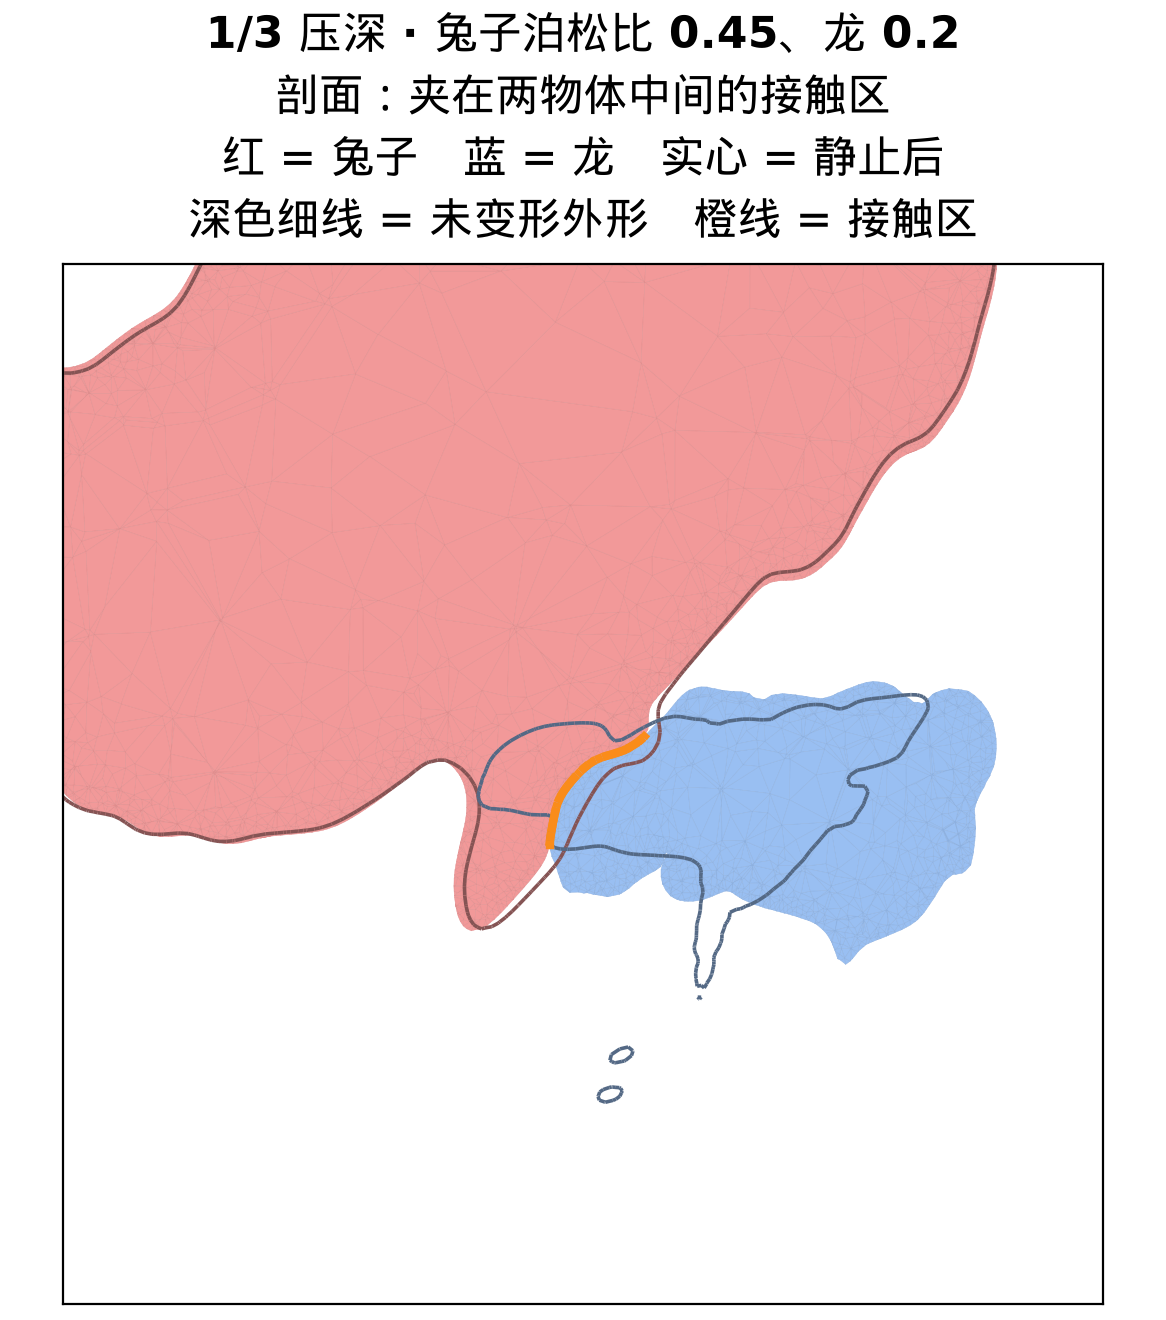 1/3 压深 · 兔子泊松比 0.45、龙 0.2
剖面：夹在两物体中间的接触区
红 = 兔子　蓝 = 龙　实心 = 静止后
深色细线 = 未变形外形　橙线 = 接触区